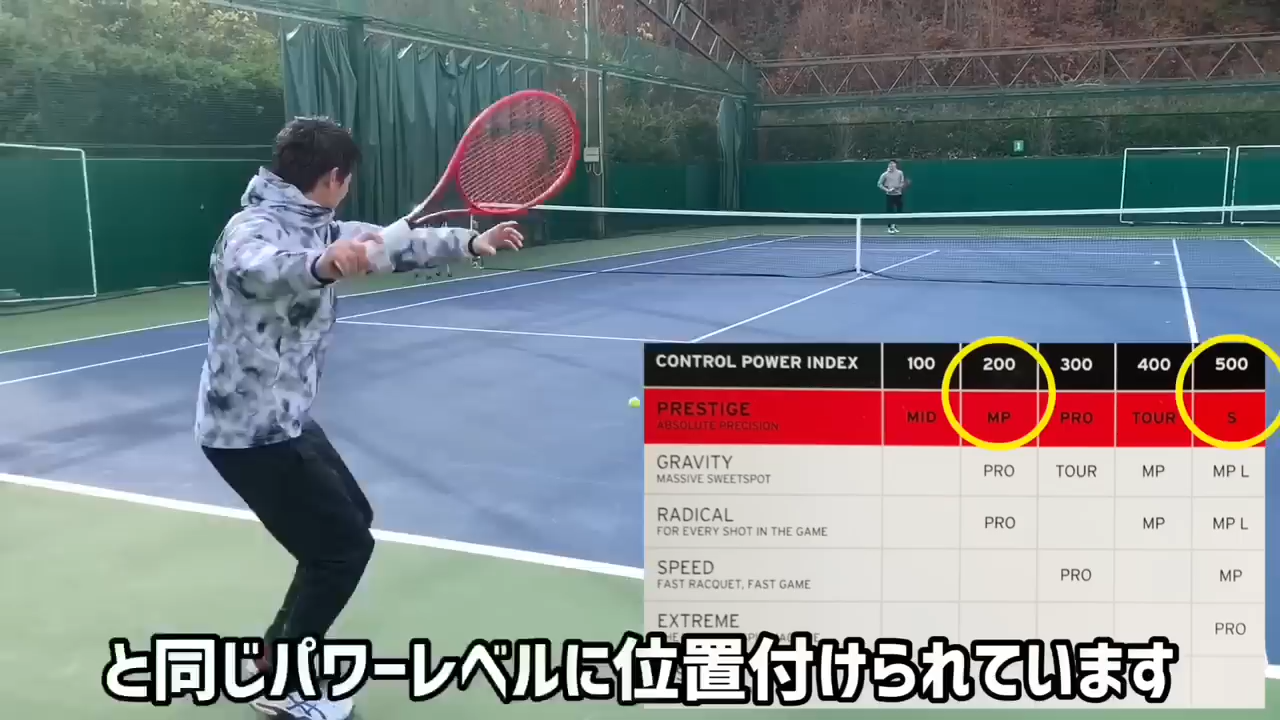 CONTROL POWER INDEX 100 200 300 400 500
PRESTIGE MID MP PRO TOUR S
ABSOLUTE PRECISION
GRAVITY PRO TOUR MP MP L
MASSIVE SWEETSPOT
RADICAL PRO MP MP L
FOR EVERY SHOT IN THE GAME
SPEED PRO MP
FAST RACQUET, FAST GAME
EXTREME PRO
と同じパワーレベルに位置付けられています